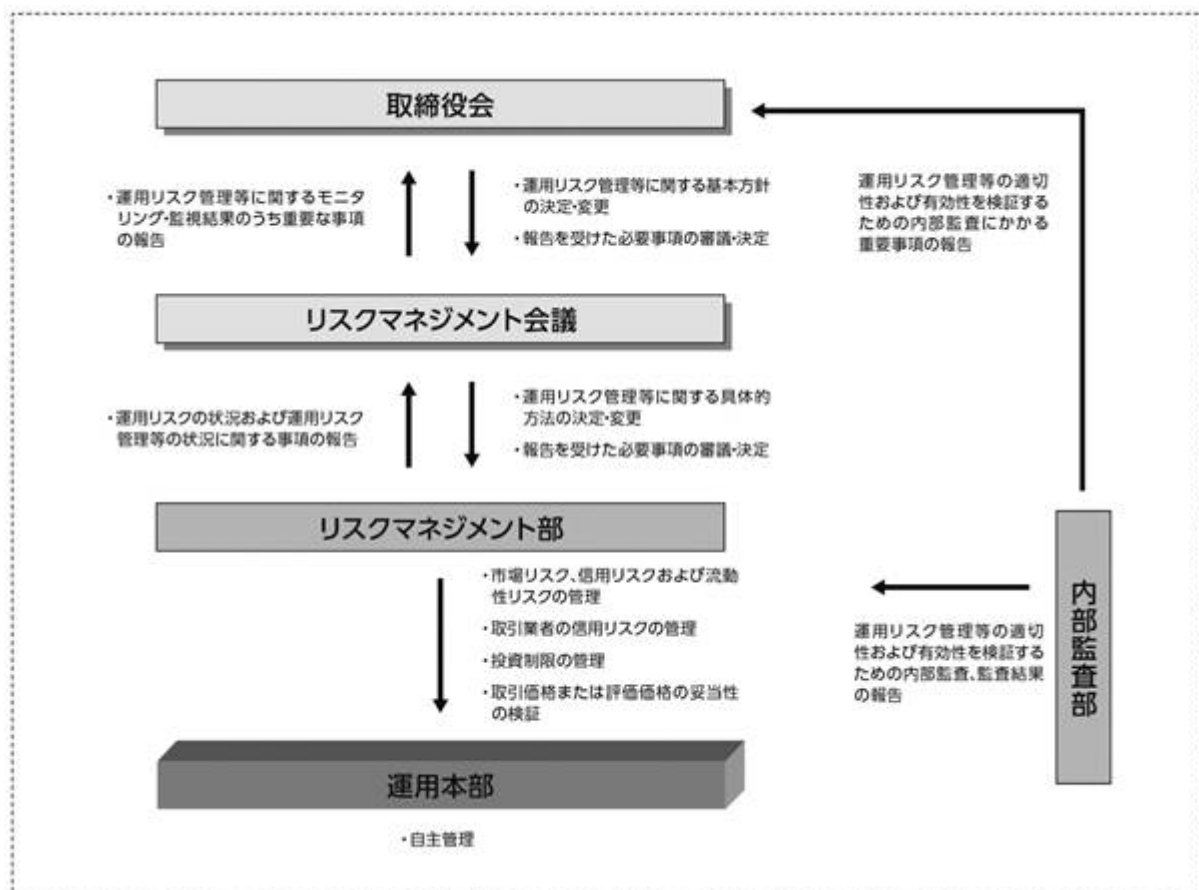 取締役会
・運用リスク管理等に関するモニタ
リング・監視結果のうち重要な事項
の報告
・運用リスク管理等に関する基本方針
の決定・変更
・報告を受けた必要事項の審議・決定
運用リスク管理等の適切
性および有効性を検証する
ための内部監査にかかる
重要事項の報告
リスクマネジメント会議
・運用リスクの状況および運用リスク
管理等の状況に関する事項の報告
・運用リスク管理等に関する具体的
方法の決定・変更
・報告を受けた必要事項の審議・決定
リスクマネジメント部
・市場リスク、信用リスクおよび流動
性リスクの管理
・取引業者の信用リスクの管理
・投資制限の管理
・取引価格または評価価格の妥当性
の検証
運用リスク管理等の適切
性および有効性を検証する
ための内部監査、監査結果
の報告
内部監査部
運用本部
・自主管理